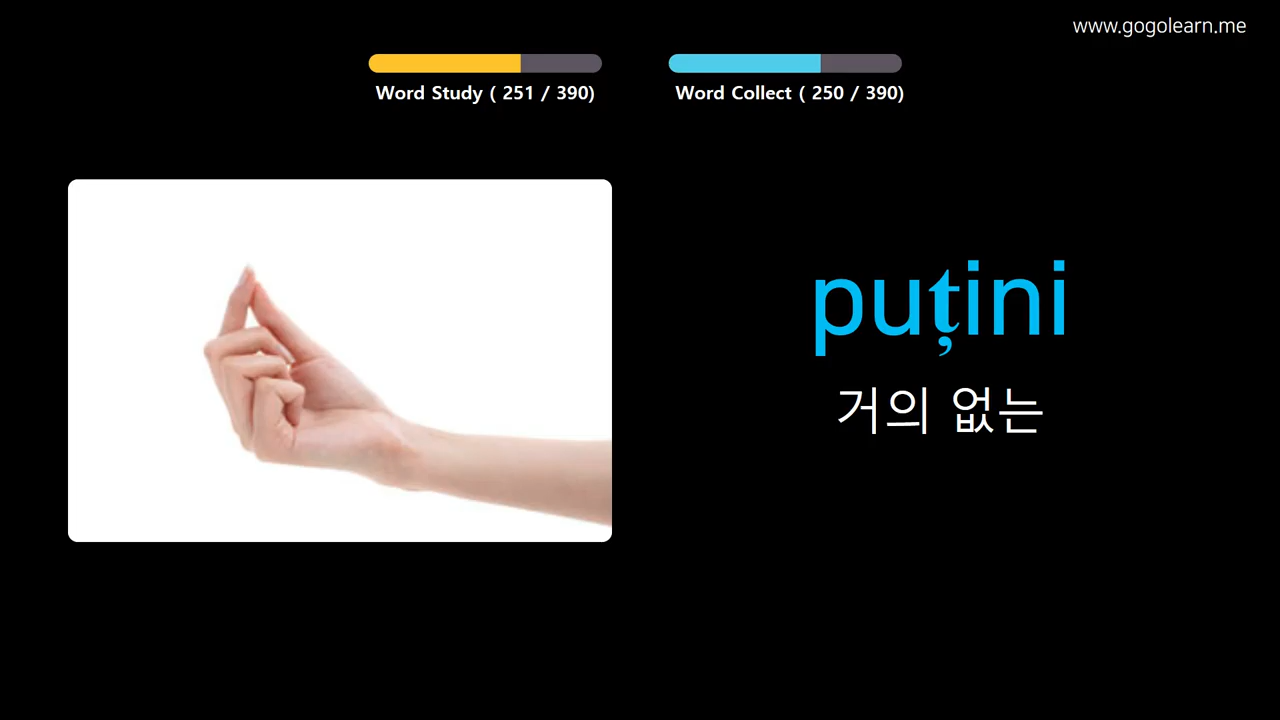 www.gogolearn.me
Word Study ( 251 / 390)
Word Collect ( 250 / 390)
puțini
거의 없는